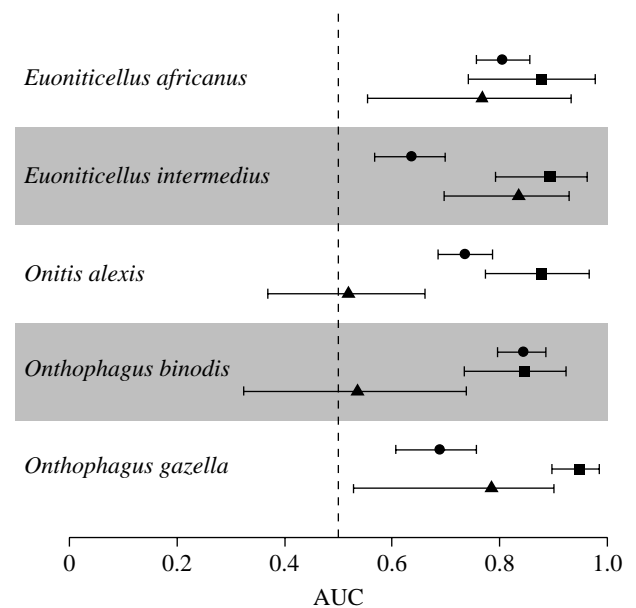 Euoniticellus africanus
Euoniticellus intermedius
Onitis alexis
Onthophagus binodis
Onthophagus gazella
0 0.2 0.4 0.6 0.8 1.0
AUC